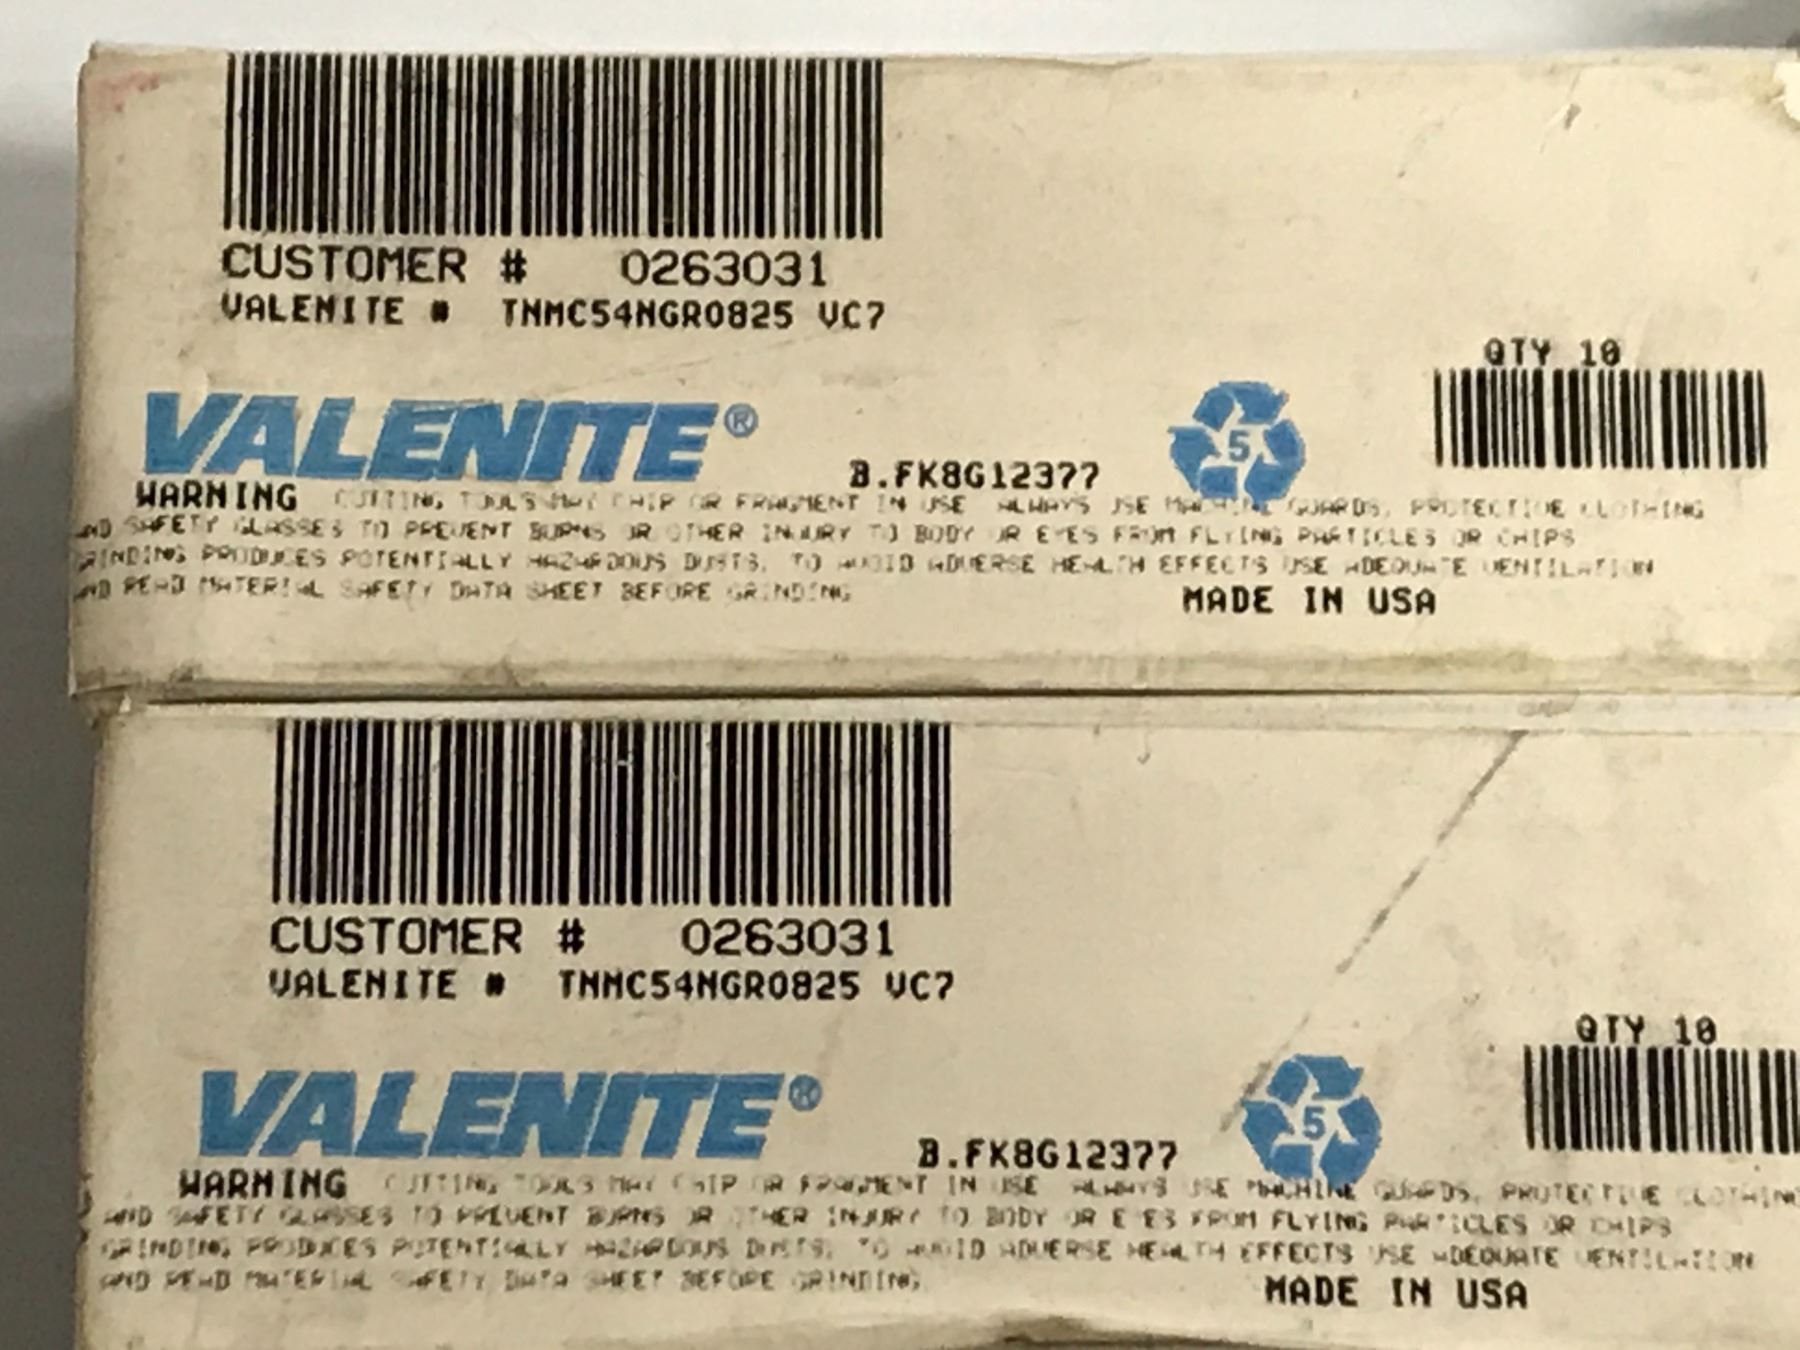 CUSTOMER # 0263031
VALENITE # TNMC54NGR0825 VC7
QTY 10
VALENITE®
B.FK8G12377
5
WARNING CUTTING TOOLS MAY CHIP OR FRAGMENT IN USE ALWAYS USE MACHINE GUARDS, PROTECTIVE CLOTHING
AND SAFETY GLASSES TO PREVENT BURNS OR OTHER INJURY TO BODY OR EYES FROM FLYING PARTICLES OR CHIPS
GRINDING PRODUCES POTENTIALLY HAZARDOUS DUSTS. TO AVOID ADVERSE HEALTH EFFECTS USE ADEQUATE VENTILATION
AND READ MATERIAL SAFETY DATA SHEET BEFORE GRINDING
MADE IN USA
CUSTOMER # 0263031
VALENITE # TNMC54NGR0825 VC7
QTY 10
VALENITE®
B.FK8G12377
5
WARNING CUTTING TOOLS MAY CHIP OR FRAGMENT IN USE ALWAYS USE MACHINE GUARDS, PROTECTIVE CLOTHING
AND SAFETY GLASSES TO PREVENT BURNS OR OTHER INJURY TO BODY OR EYES FROM FLYING PARTICLES OR CHIPS
GRINDING PRODUCES POTENTIALLY HAZARDOUS DUSTS. TO AVOID ADVERSE HEALTH EFFECTS USE ADEQUATE VENTILATION
AND READ MATERIAL SAFETY DATA SHEET BEFORE GRINDING
MADE IN USA